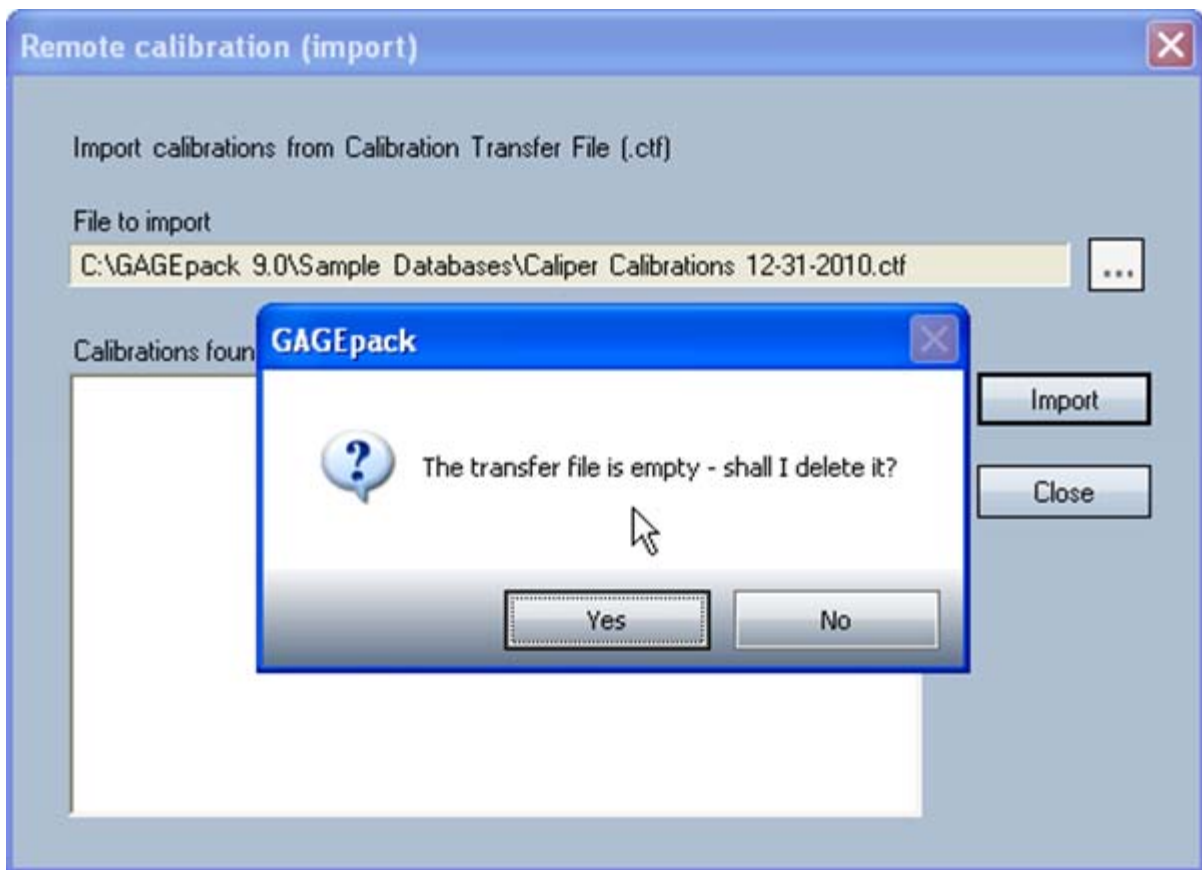 Remote calibration (import)
Import calibrations from Calibration Transfer File (.ctf)
File to import
C:\GAGEpack 9.0\Sample Databases\Caliper Calibrations 12-31-2010.ctf
...
Calibrations foun
GAGEpack
Import
The transfer file is empty - shall I delete it?
Close
Yes
No